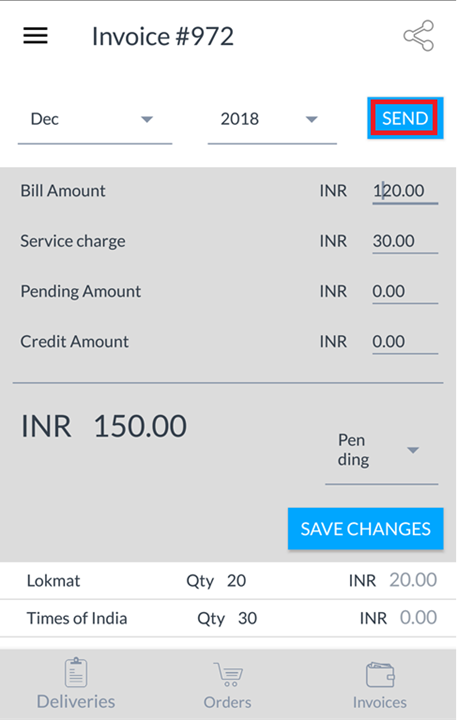 Invoice #972
Dec 2018 SEND
Bill Amount INR 120.00
Service charge INR 30.00
Pending Amount INR 0.00
Credit Amount INR 0.00
INR 150.00
Pen
ding
SAVE CHANGES
Lokmat Qty 20 INR 20.00
Times of India Qty 30 INR 0.00
Deliveries Orders Invoices